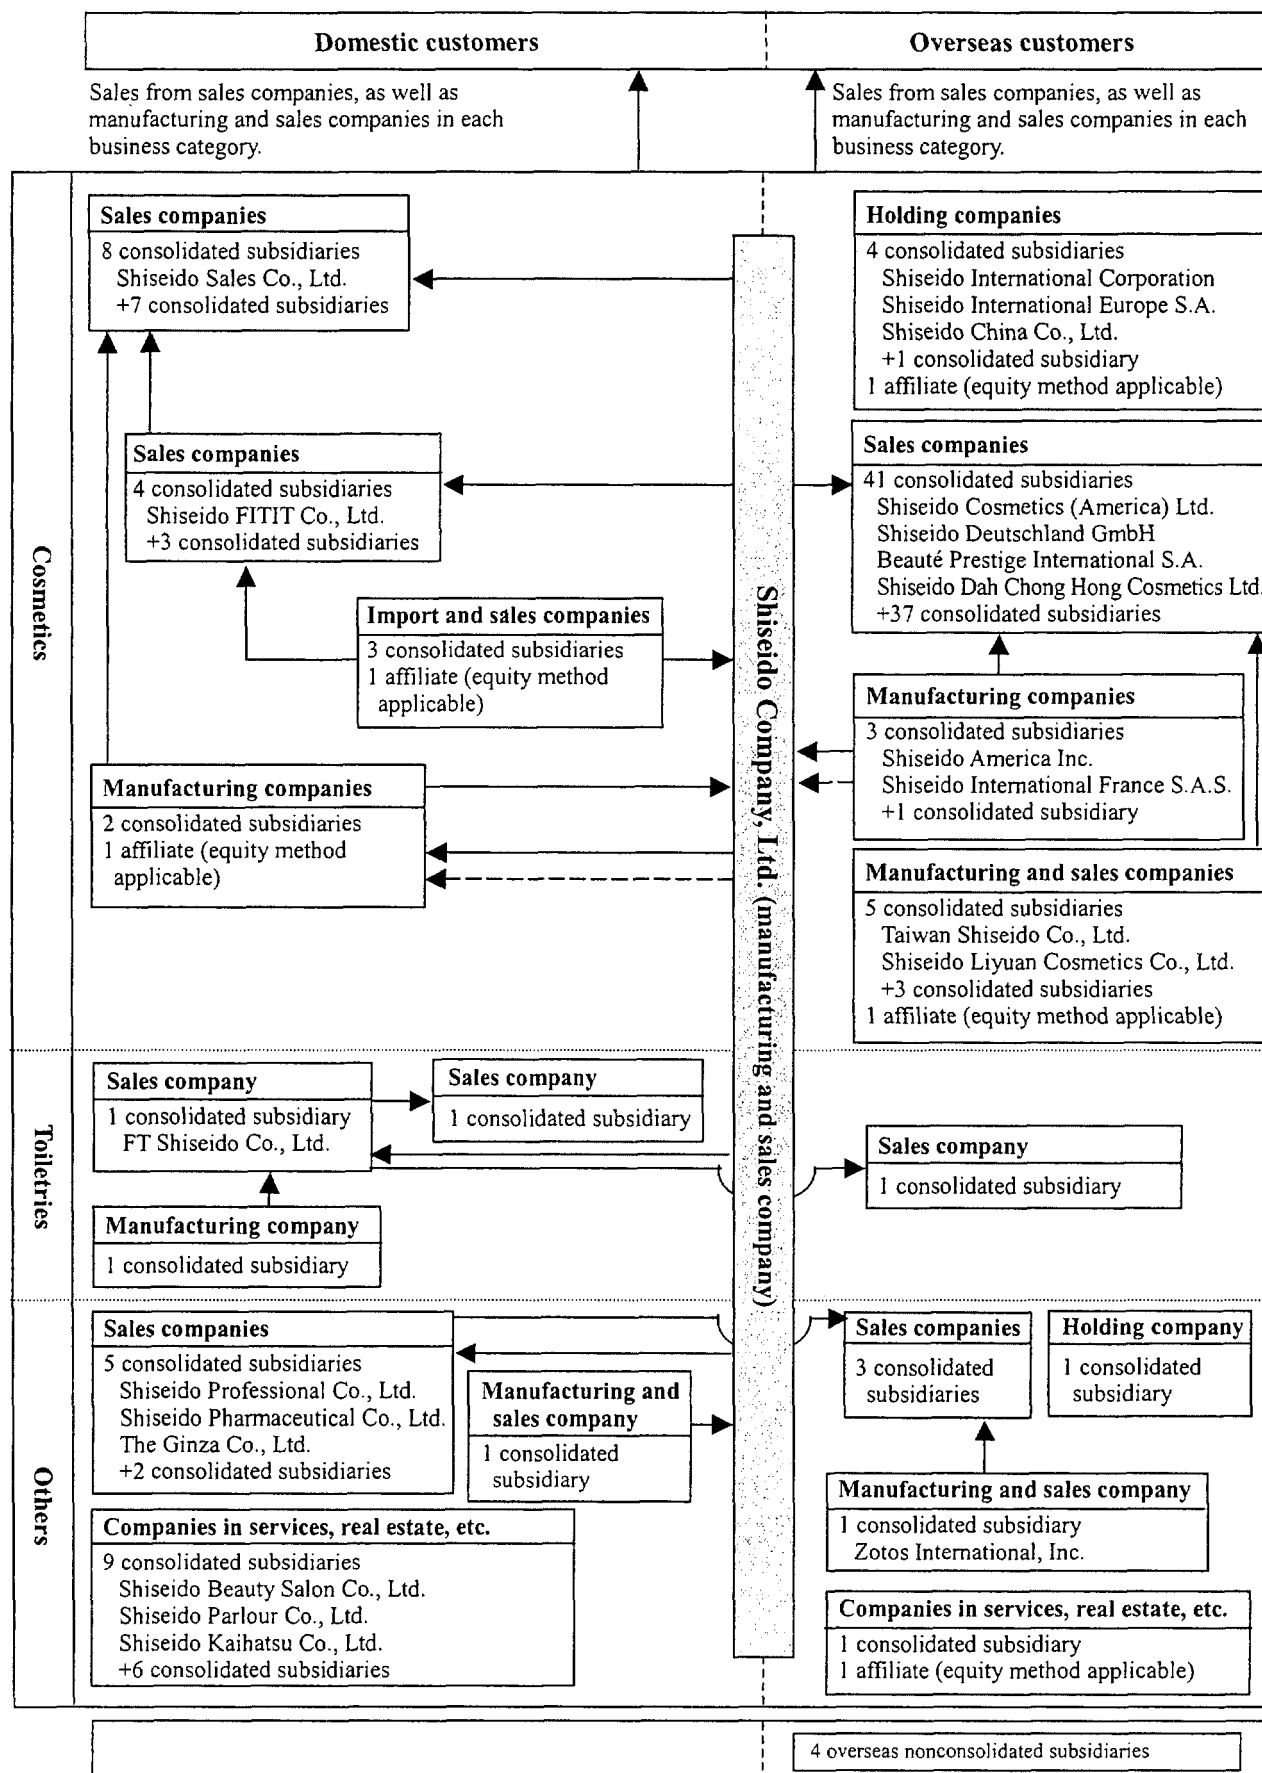 Domestic customers
Overseas customers
Sales from sales companies, as well as
manufacturing and sales companies in each
business category.
Sales from sales companies, as well as
manufacturing and sales companies in each
business category.
Cosmetics
Sales companies
8 consolidated subsidiaries
Shiseido Sales Co., Ltd.
+7 consolidated subsidiaries
Sales companies
4 consolidated subsidiaries
Shiseido FITIT Co., Ltd.
+3 consolidated subsidiaries
Import and sales companies
3 consolidated subsidiaries
1 affiliate (equity method
applicable)
Manufacturing companies
2 consolidated subsidiaries
1 affiliate (equity method
applicable)
Shiseido Company, Ltd. (manufacturing and sales company)
Holding companies
4 consolidated subsidiaries
Shiseido International Corporation
Shiseido International Europe S.A.
Shiseido China Co., Ltd.
+1 consolidated subsidiary
1 affiliate (equity method applicable)
Sales companies
41 consolidated subsidiaries
Shiseido Cosmetics (America) Ltd.
Shiseido Deutschland GmbH
Beauté Prestige International S.A.
Shiseido Dah Chong Hong Cosmetics Ltd.
+37 consolidated subsidiaries
Manufacturing companies
3 consolidated subsidiaries
Shiseido America Inc.
Shiseido International France S.A.S.
+1 consolidated subsidiary
Manufacturing and sales companies
5 consolidated subsidiaries
Taiwan Shiseido Co., Ltd.
Shiseido Liyuan Cosmetics Co., Ltd.
+3 consolidated subsidiaries
1 affiliate (equity method applicable)
Toiletries
Sales company
1 consolidated subsidiary
FT Shiseido Co., Ltd.
Sales company
1 consolidated subsidiary
Manufacturing company
1 consolidated subsidiary
Sales company
1 consolidated subsidiary
Others
Sales companies
5 consolidated subsidiaries
Shiseido Professional Co., Ltd.
Shiseido Pharmaceutical Co., Ltd.
The Ginza Co., Ltd.
+2 consolidated subsidiaries
Manufacturing and
sales company
1 consolidated
subsidiary
Companies in services, real estate, etc.
9 consolidated subsidiaries
Shiseido Beauty Salon Co., Ltd.
Shiseido Parlour Co., Ltd.
Shiseido Kaihatsu Co., Ltd.
+6 consolidated subsidiaries
Sales companies
3 consolidated
subsidiaries
Holding company
1 consolidated
subsidiary
Manufacturing and sales company
1 consolidated subsidiary
Zotos International, Inc.
Companies in services, real estate, etc.
1 consolidated subsidiary
1 affiliate (equity method applicable)
4 overseas nonconsolidated subsidiaries